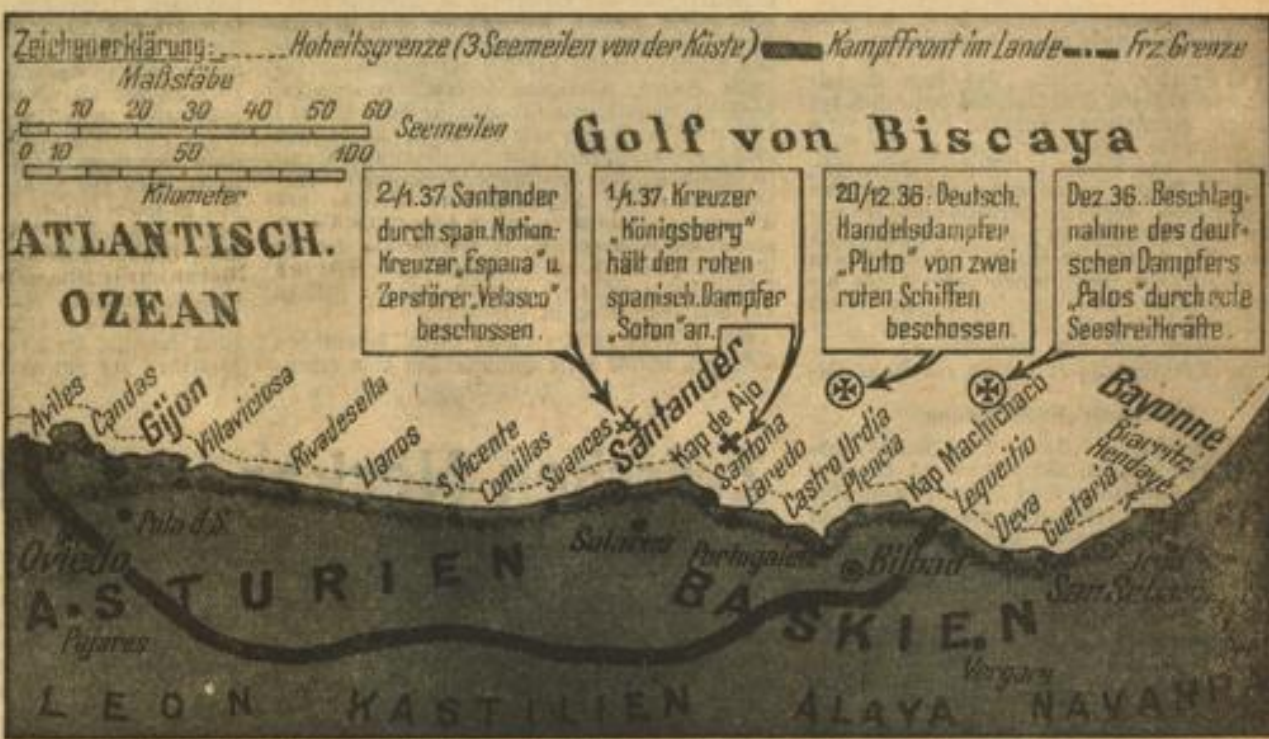 Zeichenerklärung: Hoheitsgrenze (3 Seemeilen von der Küste) Kampffront im Lande Frz. Grenze
Maßstäbe
0 10 20 30 40 50 60 Seemeilen
0 10 50 100
Kilometer
Golf von Biscaya
ATLANTISCH.
OZEAN
2/1.37: Santander
durch span. Nation.-
Kreuzer „Espana“ u.
Zerstörer „Velasco“
beschossen.
1/1.37: Kreuzer
„Königsberg“
hält den roten
spanisch. Dampfer
„Soton“ an.
20/12.36: Deutsch.
Handelsdampfer
„Pluto“ von zwei
roten Schiffen
beschossen.
Dez. 36.: Beschlag-
nahme des deut-
schen Dampfers
„Palos“ durch rote
Seestreitkräfte.
Aviles
Candas
Gijon
Villaviciosa
Rivadesella
Llanos
S. Vicente
Comillas
Suances
Santander
Kap de Ajo
Santona
Laredo
Castro Urdia
Plencia
Kap Machichaco
Lequeitio
Deva
Guetaria
Hendaye
Biarritz
Bayonne
Pola d.S.
Oviedo
Solares
Portugalete
Bilbao
Irun
San Sebast.
ASTURIEN
BASKIEN
Pajares
Vergara
LEON KASTILIEN ALAVA NAVARRA